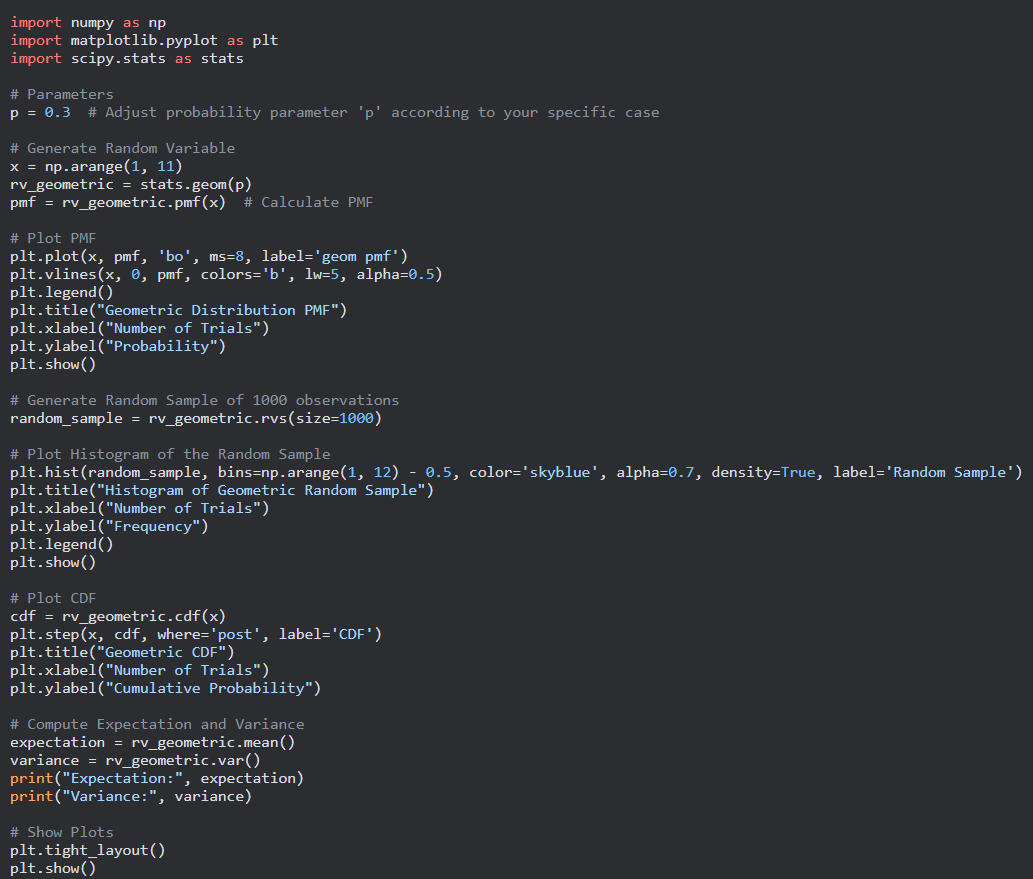 import numpy as np
import matplotlib.pyplot as plt
import scipy.stats as stats
# Parameters
p = 0.3  # Adjust probability parameter 'p' according to your specific case
# Generate Random Variable
x = np.arange(1, 11)
rv_geometric = stats.geom(p)
pmf = rv_geometric.pmf(x)  # Calculate PMF
# Plot PMF
plt.plot(x, pmf, 'bo', ms=8, label='geom pmf')
plt.vlines(x, 0, pmf, colors='b', lw=5, alpha=0.5)
plt.legend()
plt.title("Geometric Distribution PMF")
plt.xlabel("Number of Trials")
plt.ylabel("Probability")
plt.show()
# Generate Random Sample of 1000 observations
random_sample = rv_geometric.rvs(size=1000)
# Plot Histogram of the Random Sample
plt.hist(random_sample, bins=np.arange(1, 12) - 0.5, color='skyblue', alpha=0.7, density=True, label='Random Sample')
plt.title("Histogram of Geometric Random Sample")
plt.xlabel("Number of Trials")
plt.ylabel("Frequency")
plt.legend()
plt.show()
# Plot CDF
cdf = rv_geometric.cdf(x)
plt.step(x, cdf, where='post', label='CDF')
plt.title("Geometric CDF")
plt.xlabel("Number of Trials")
plt.ylabel("Cumulative Probability")
# Compute Expectation and Variance
expectation = rv_geometric.mean()
variance = rv_geometric.var()
print("Expectation:", expectation)
print("Variance:", variance)
# Show Plots
plt.tight_layout()
plt.show()